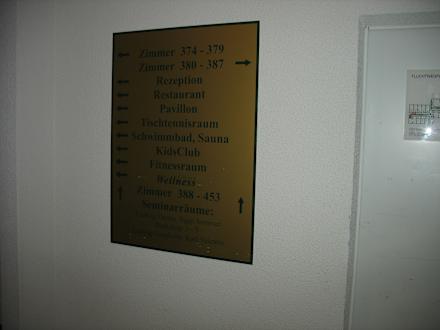 Zimmer 374 - 379
Zimmer 380 - 387
Rezeption
Restaurant
Pavillon
Tischtennisraum
Schwimmbad, Sauna
KidsClub
Fitnessraum
Wellness
Zimmer 388 - 453
Seminarräume:
FLUCHTWEGPLAN